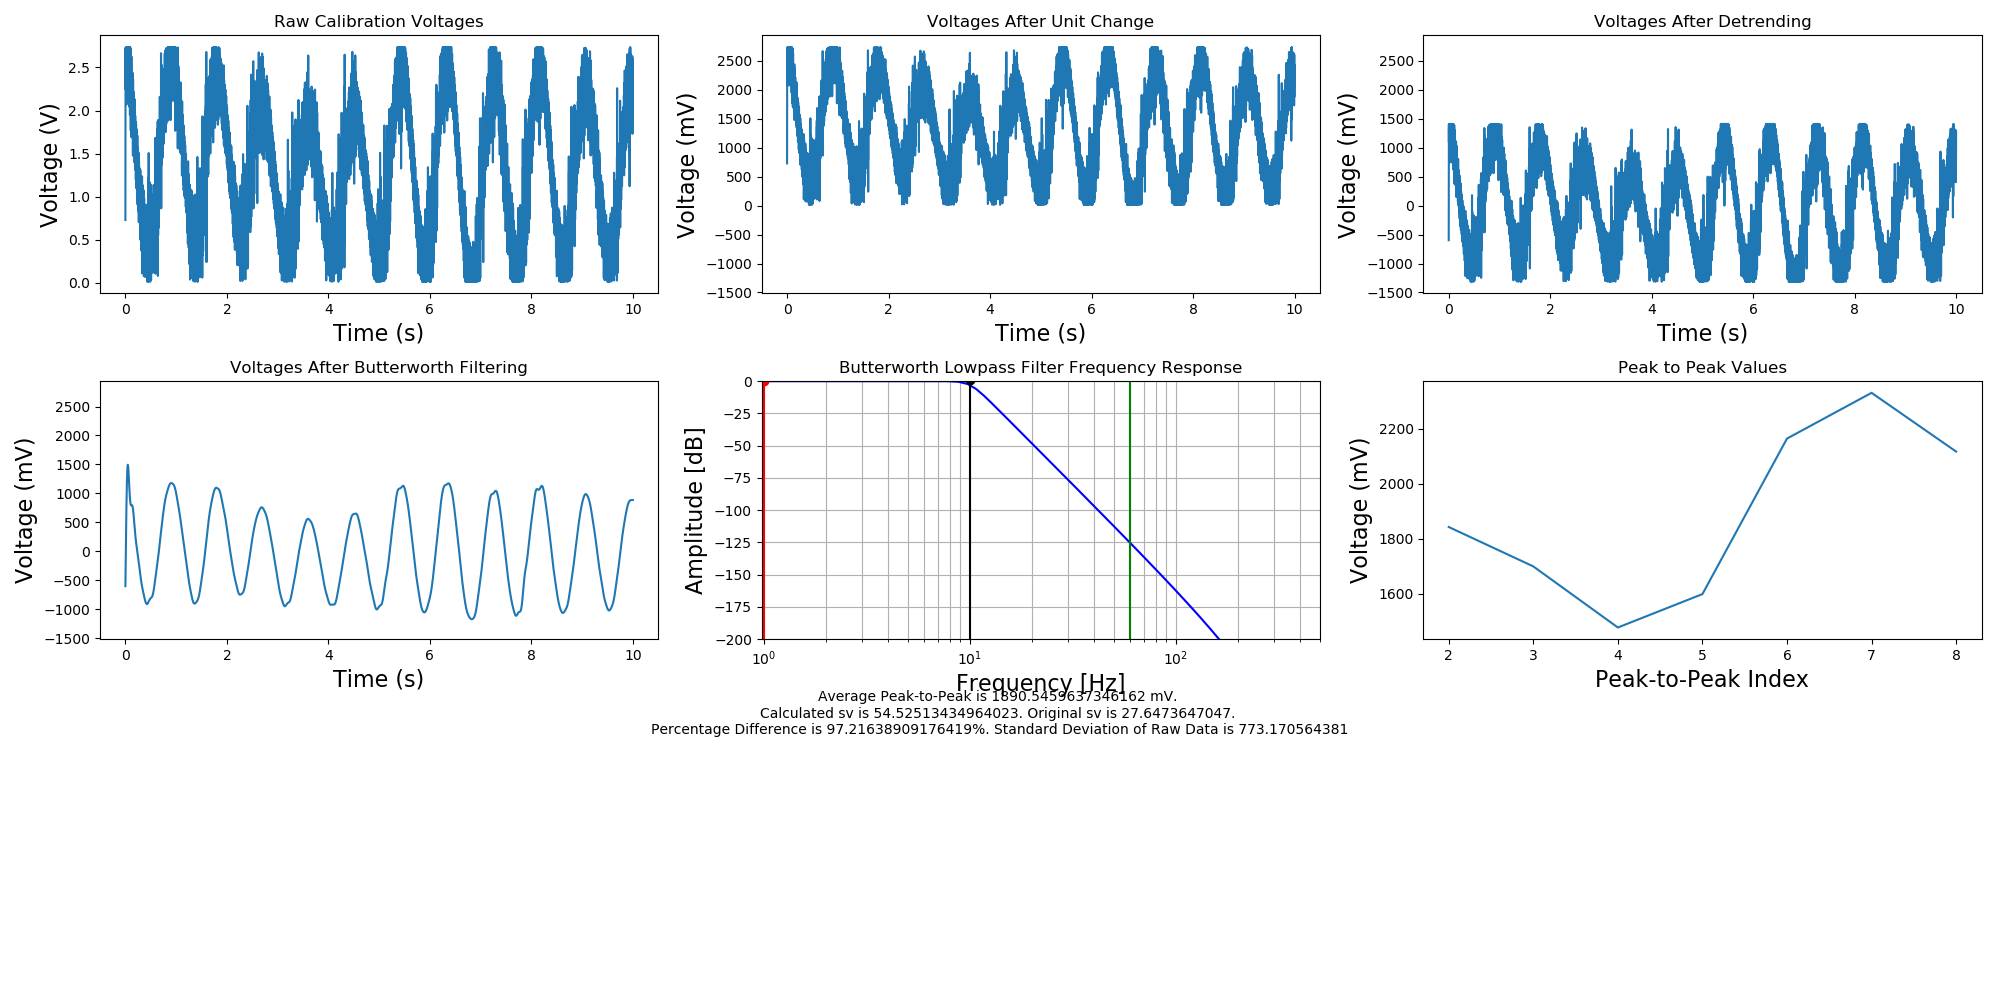 Raw Calibration Voltages
Voltage (V)
2.5
2.0
1.5
1.0
0.5
0.0
0 2 4 6 8 10
Time (s)
Voltages After Unit Change
Voltage (mV)
2500
2000
1500
1000
500
0
−500
−1000
−1500
0 2 4 6 8 10
Time (s)
Voltages After Detrending
Voltage (mV)
2500
2000
1500
1000
500
0
−500
−1000
−1500
0 2 4 6 8 10
Time (s)
Voltages After Butterworth Filtering
Voltage (mV)
2500
2000
1500
1000
500
0
−500
−1000
−1500
0 2 4 6 8 10
Time (s)
Butterworth Lowpass Filter Frequency Response
Amplitude [dB]
0
−25
−50
−75
−100
−125
−150
−175
−200
10⁰ 10¹ 10²
Frequency [Hz]
Peak to Peak Values
Voltage (mV)
2200
2000
1800
1600
2 3 4 5 6 7 8
Peak-to-Peak Index
Average Peak-to-Peak is 1890.5459637346162 mV.
Calculated sv is 54.52513434964023. Original sv is 27.6473647047.
Percentage Difference is 97.21638909176419%. Standard Deviation of Raw Data is 773.170564381